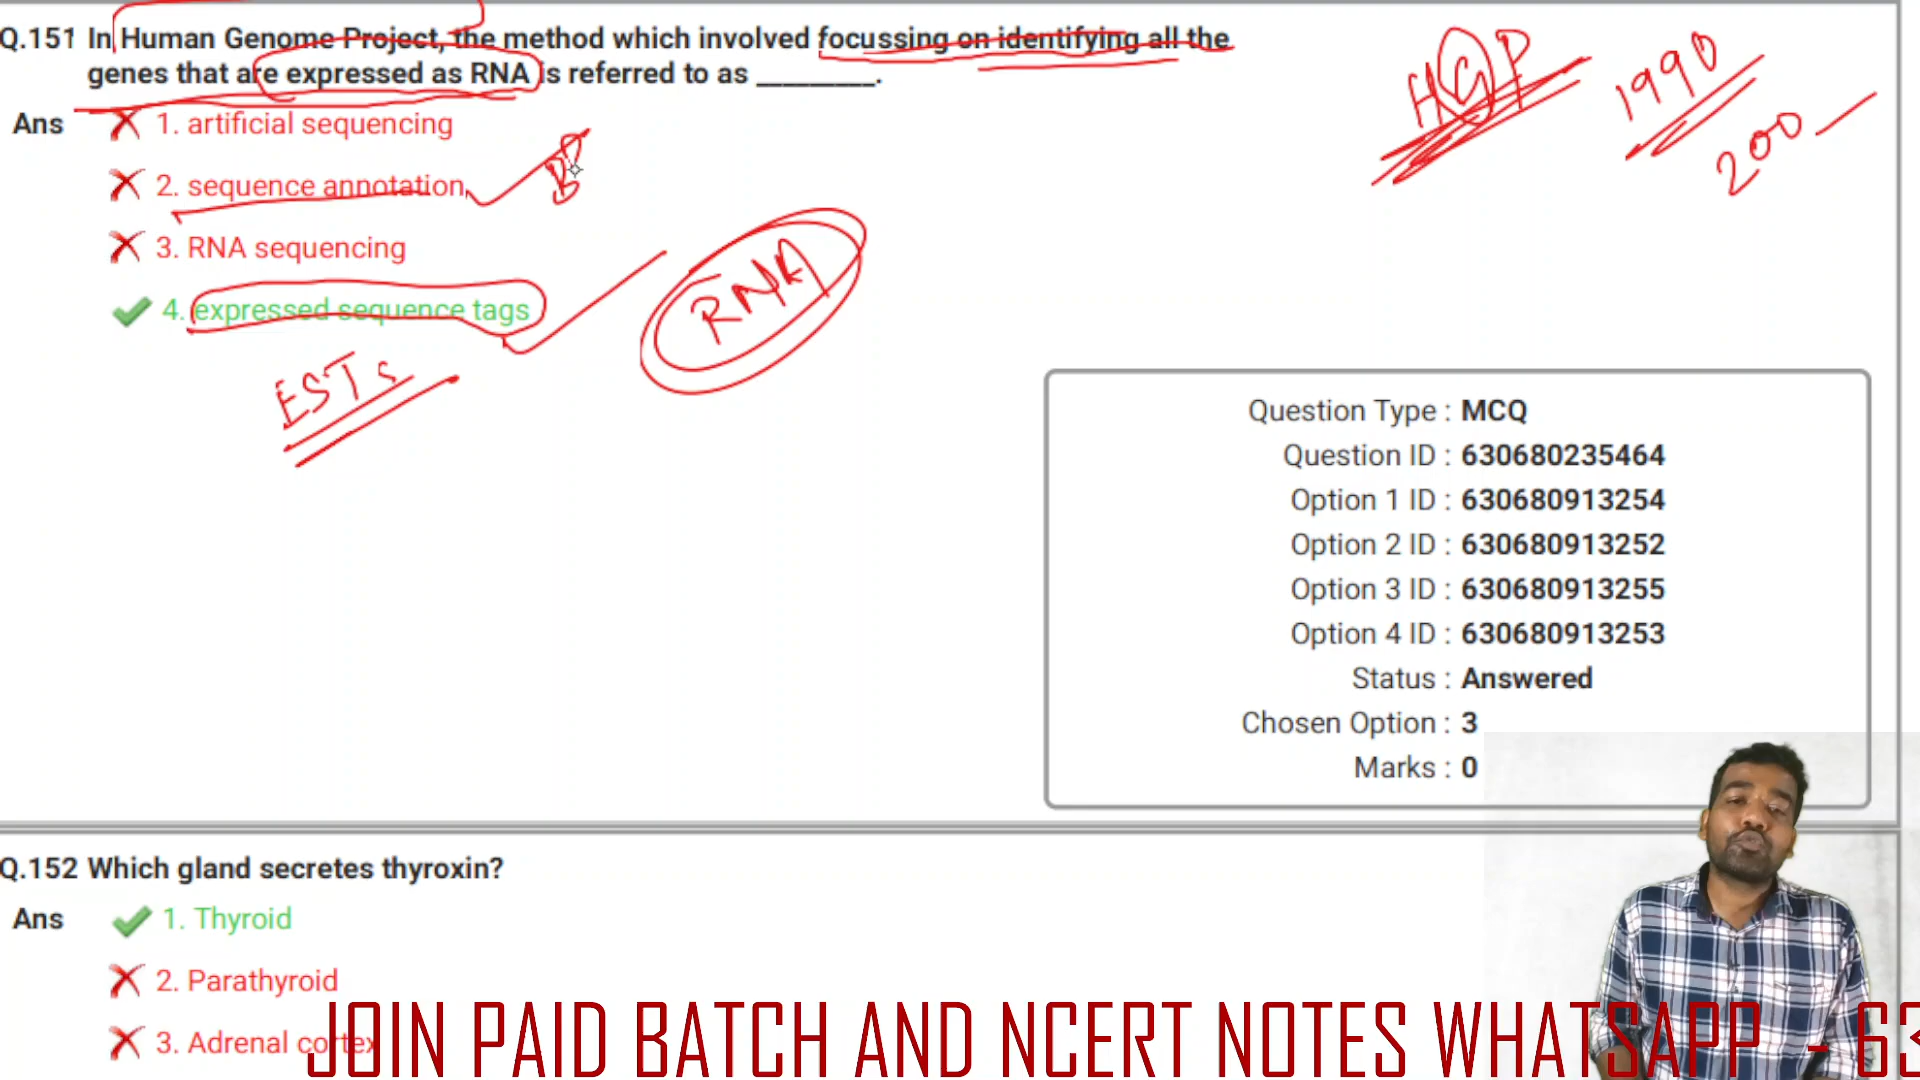 Q.151 In Human Genome Project, the method which involved focussing on identifying all the
genes that are expressed as RNA is referred to as _________.
Ans 1. artificial sequencing
2. sequence annotation
3. RNA sequencing
4. expressed sequence tags
ESTs
RNA
HGP
1990
200
Question Type : MCQ
Question ID : 630680235464
Option 1 ID : 630680913254
Option 2 ID : 630680913252
Option 3 ID : 630680913255
Option 4 ID : 630680913253
Status : Answered
Chosen Option : 3
Marks : 0
Q.152 Which gland secretes thyroxin?
Ans 1. Thyroid
2. Parathyroid
3. Adrenal cortex
JOIN PAID BATCH AND NCERT NOTES WHATSAPP - 63